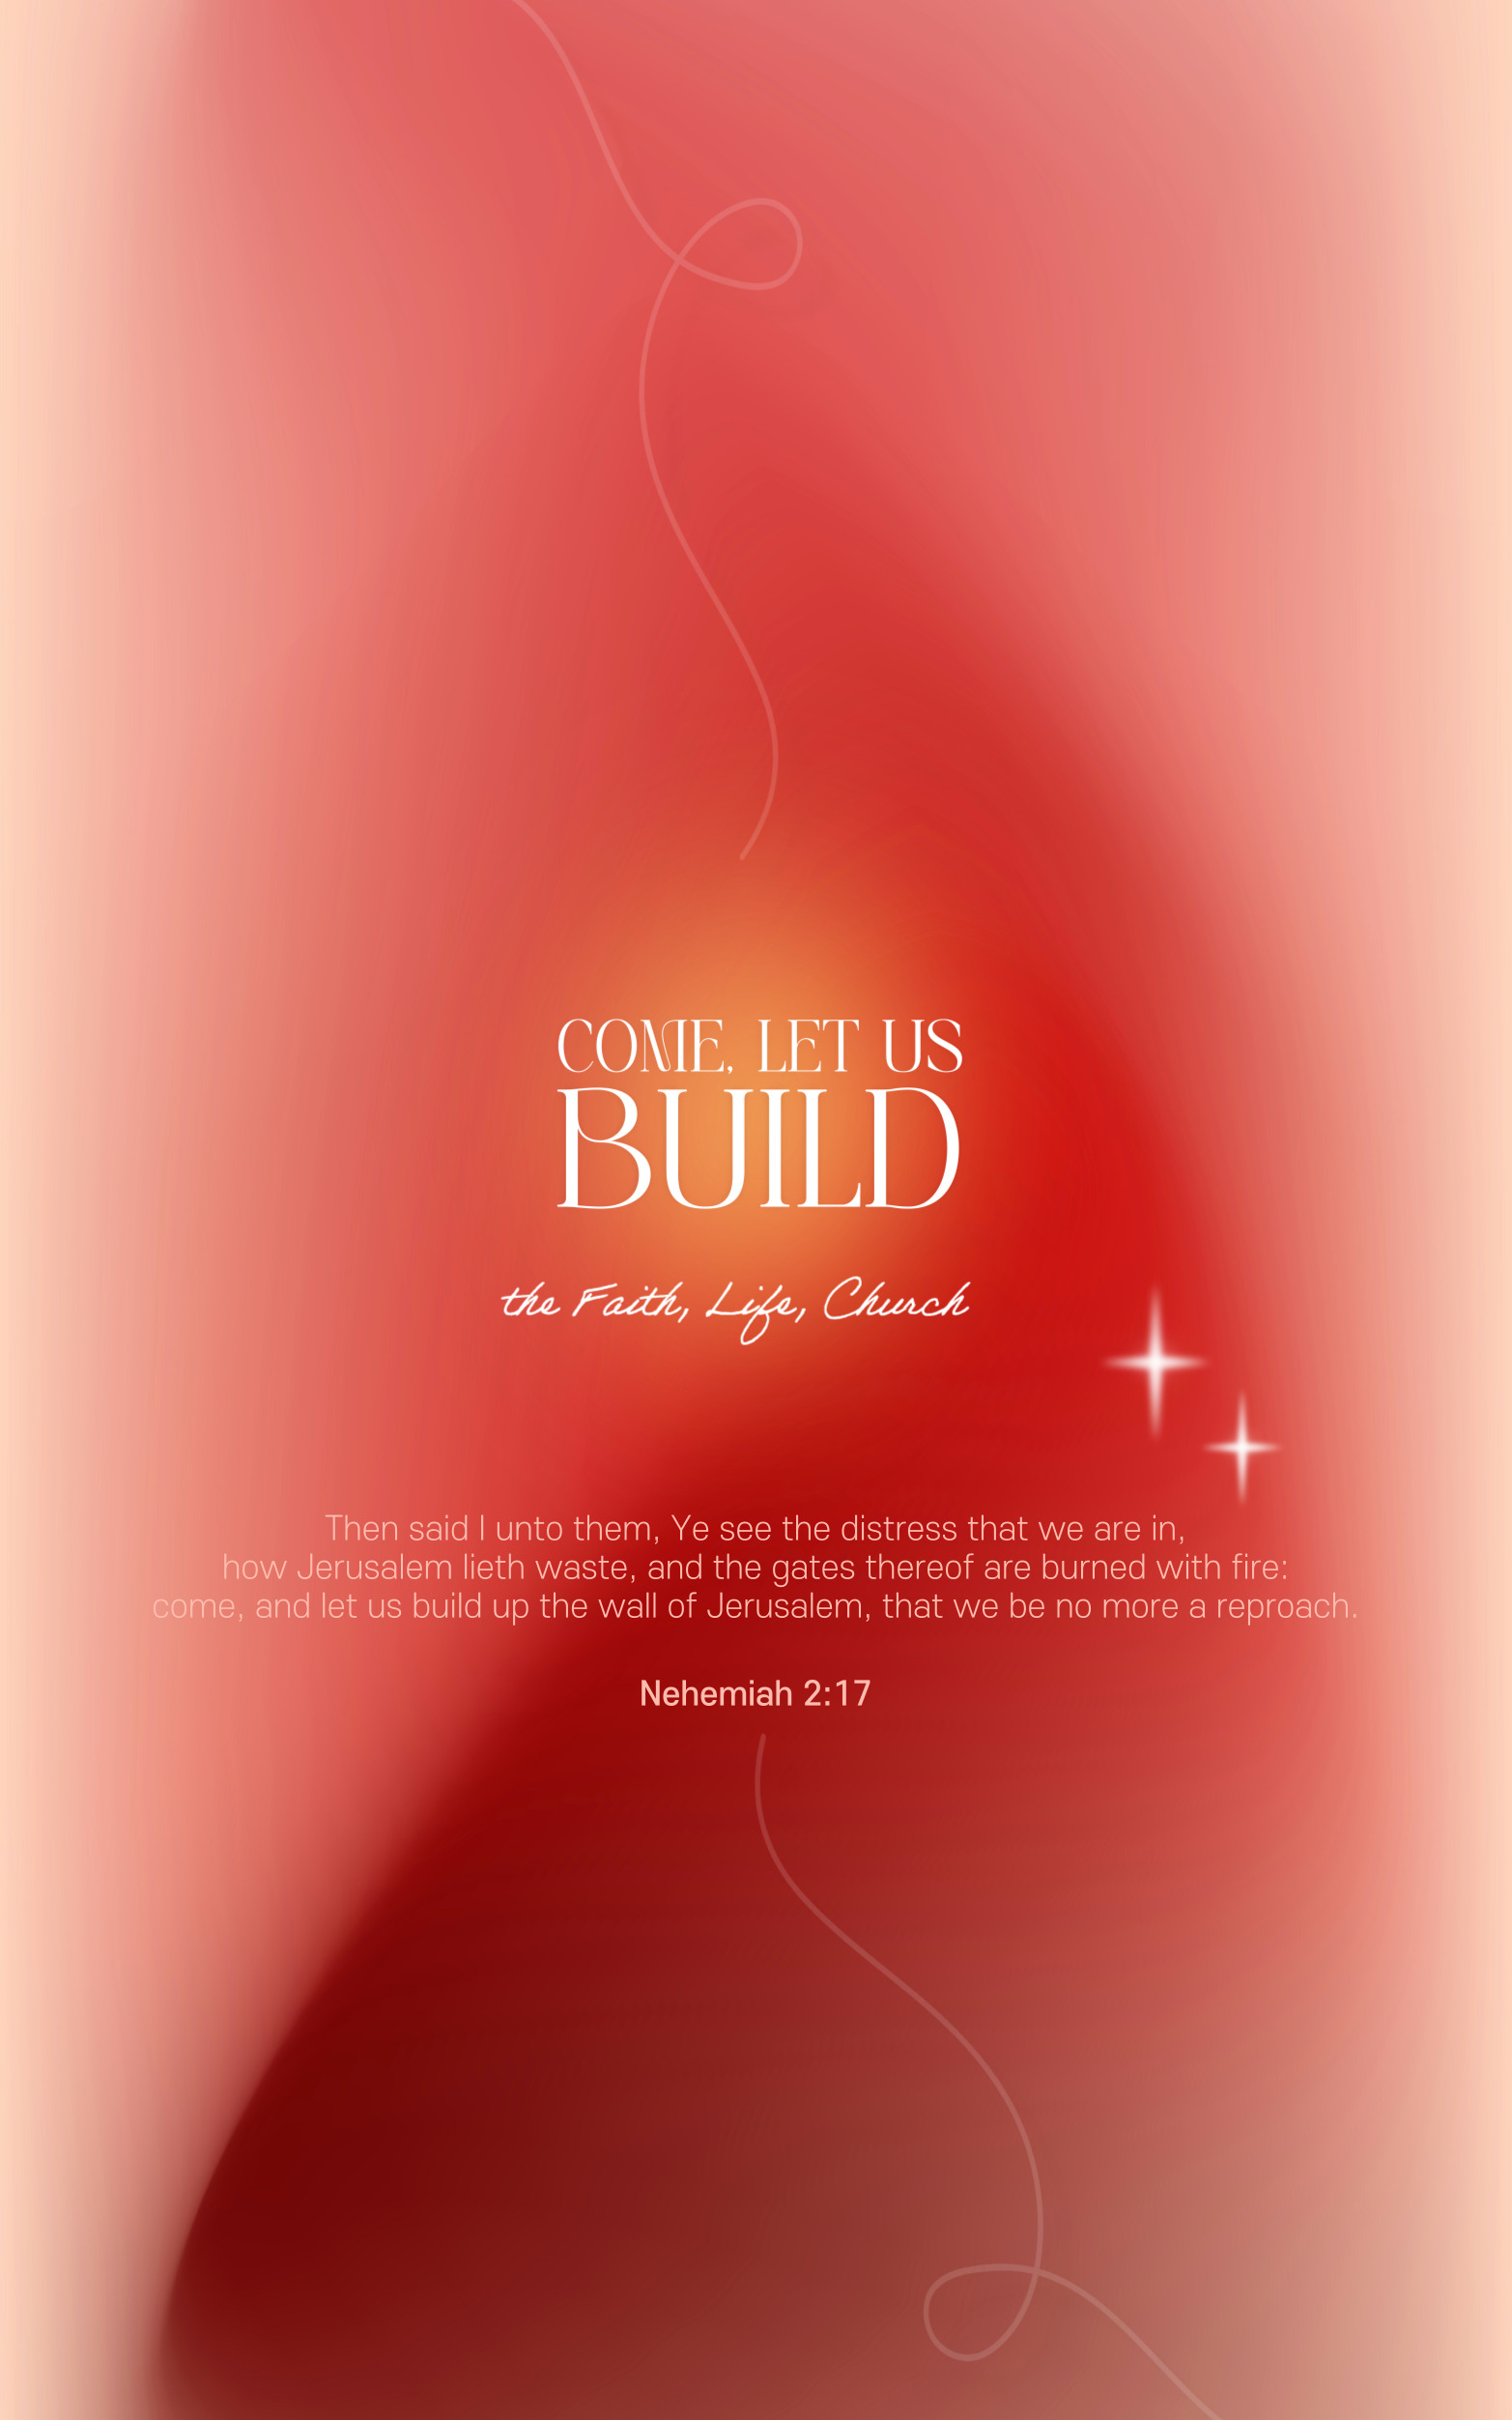 COME, LET US
BUILD
the Faith, Life, Church
Then said I unto them, Ye see the distress that we are in,
how Jerusalem lieth waste, and the gates thereof are burned with fire:
come, and let us build up the wall of Jerusalem, that we be no more a reproach.
Nehemiah 2:17